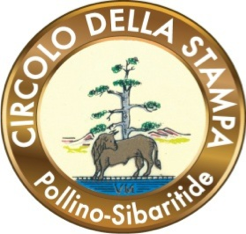 CIRCOLO DELLA STAMPA
Pollino-Sibaritide